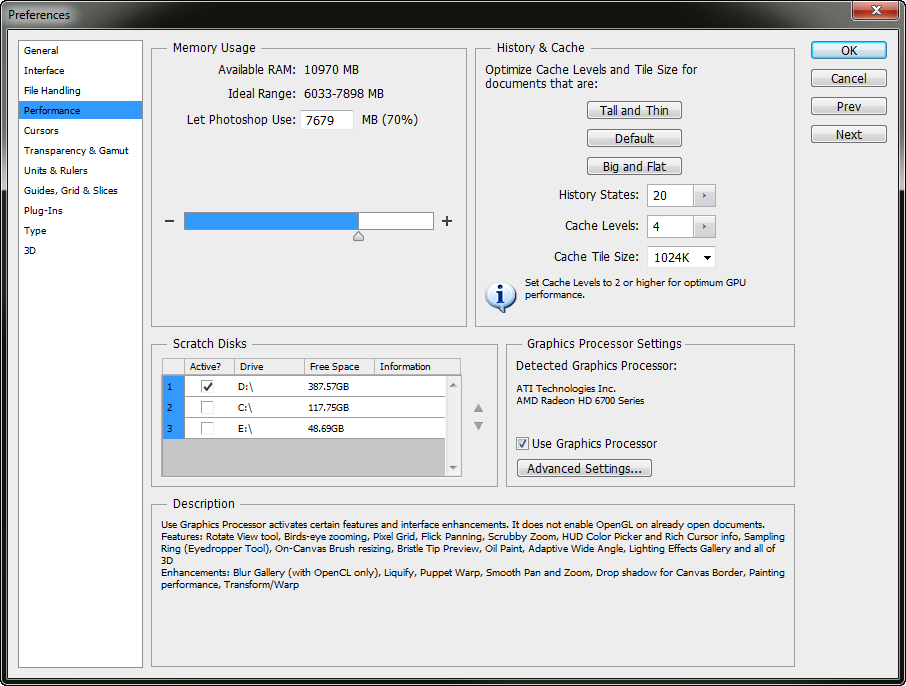 Preferences
General
Interface
File Handling
Performance
Cursors
Transparency & Gamut
Units & Rulers
Guides, Grid & Slices
Plug-Ins
Type
3D
Memory Usage
Available RAM: 10970 MB
Ideal Range: 6033-7898 MB
Let Photoshop Use: 7679 MB (70%)
− +
History & Cache
Optimize Cache Levels and Tile Size for
documents that are:
Tall and Thin
Default
Big and Flat
History States: 20
Cache Levels: 4
Cache Tile Size: 1024K
Set Cache Levels to 2 or higher for optimum GPU
performance.
OK
Cancel
Prev
Next
Scratch Disks
Active? Drive Free Space Information
1 D:\ 387.57GB
2 C:\ 117.75GB
3 E:\ 48.69GB
Graphics Processor Settings
Detected Graphics Processor:
ATI Technologies Inc.
AMD Radeon HD 6700 Series
Use Graphics Processor
Advanced Settings...
Description
Use Graphics Processor activates certain features and interface enhancements. It does not enable OpenGL on already open documents.
Features: Rotate View tool, Birds-eye zooming, Pixel Grid, Flick Panning, Scrubby Zoom, HUD Color Picker and Rich Cursor info, Sampling
Ring (Eyedropper Tool), On-Canvas Brush resizing, Bristle Tip Preview, Oil Paint, Adaptive Wide Angle, Lighting Effects Gallery and all of
3D
Enhancements: Blur Gallery (with OpenCL only), Liquify, Puppet Warp, Smooth Pan and Zoom, Drop shadow for Canvas Border, Painting
performance, Transform/Warp